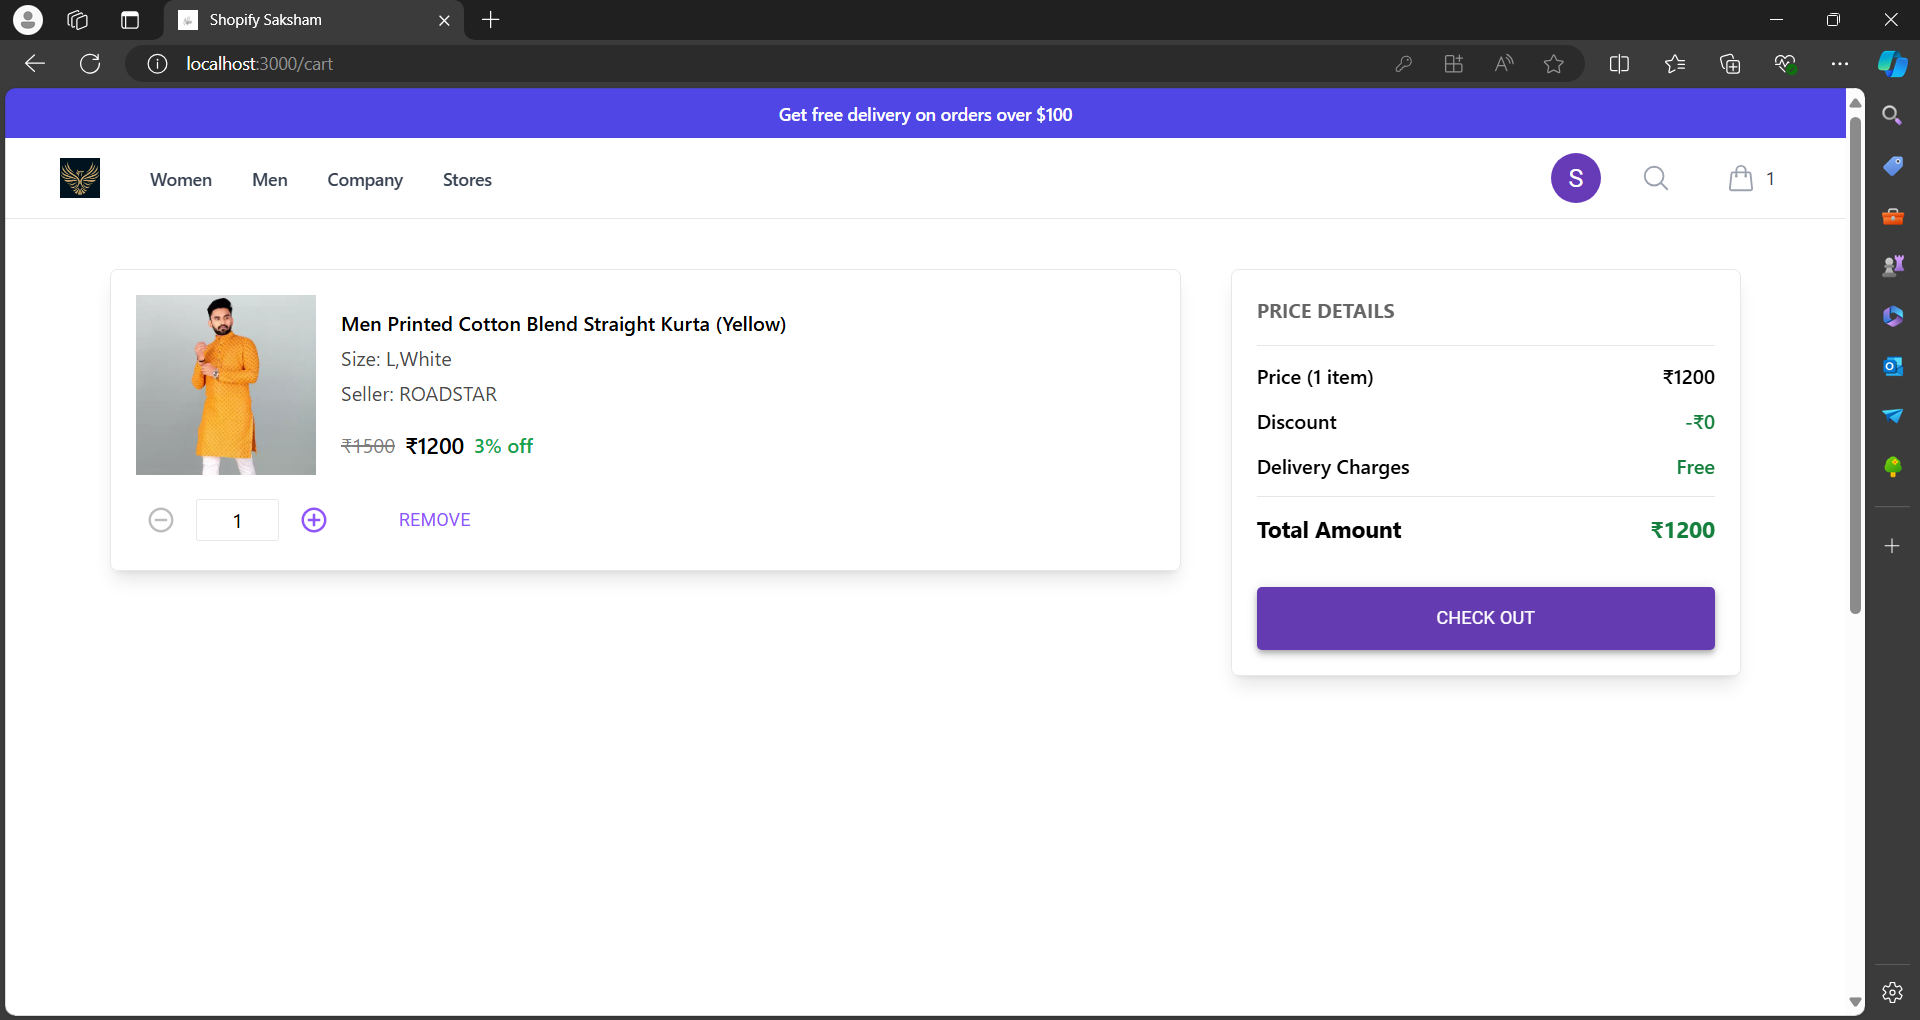 Shopify Saksham
localhost:3000/cart
Get free delivery on orders over $100
Women Men Company Stores S 1
Men Printed Cotton Blend Straight Kurta (Yellow)
Size: L,White
Seller: ROADSTAR
₹1500 ₹1200 3% off
1 REMOVE
PRICE DETAILS
Price (1 item) ₹1200
Discount -₹0
Delivery Charges Free
Total Amount ₹1200
CHECK OUT